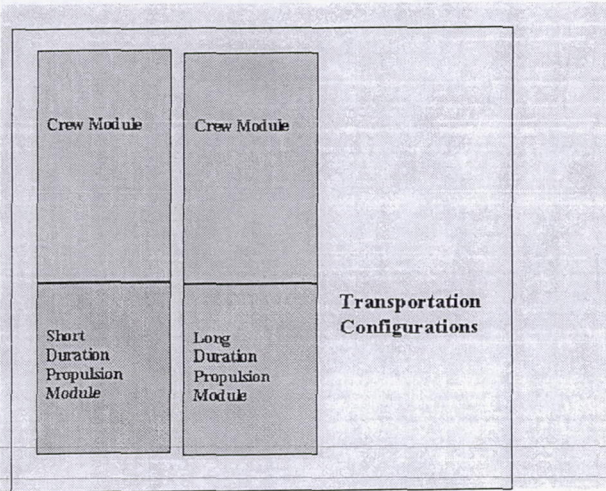 Crew Module
Crew Module
Short
Duration
Propulsion
Module
Long
Duration
Propulsion
Module
Transportation
Configurations